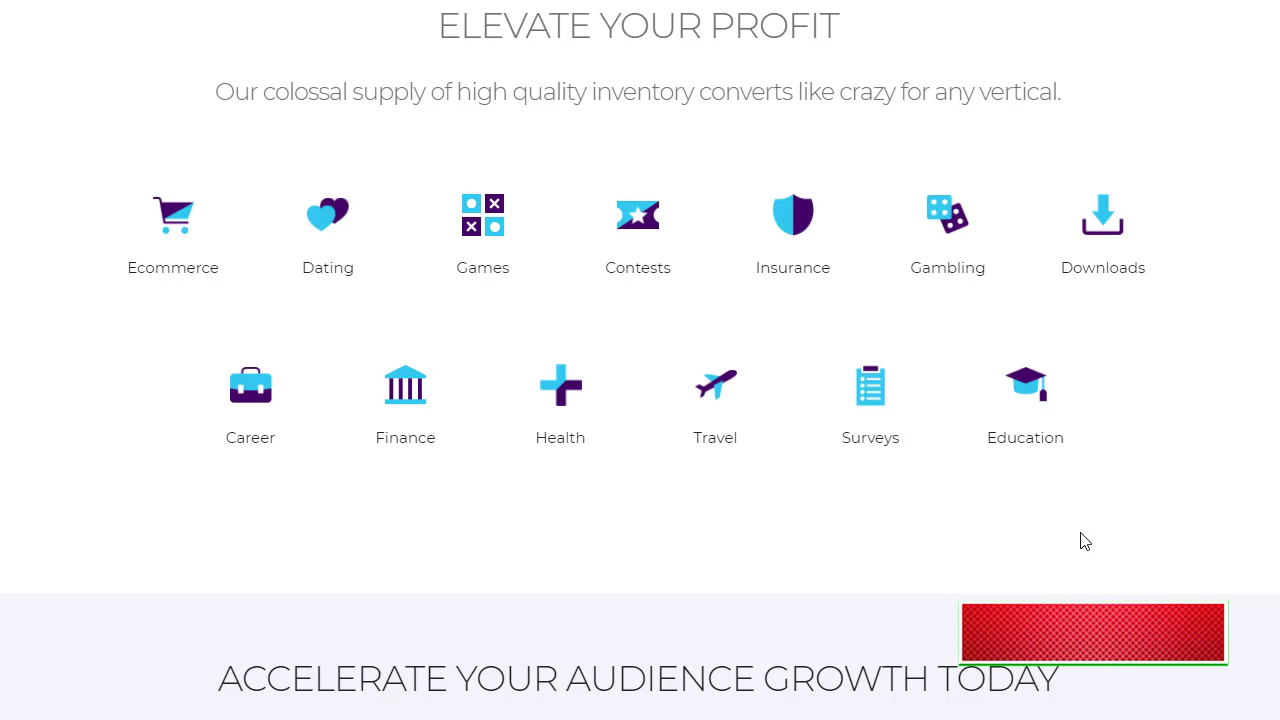 ELEVATE YOUR PROFIT
Our colossal supply of high quality inventory converts like crazy for any vertical.
Ecommerce Dating Games Contests Insurance Gambling Downloads
Career Finance Health Travel Surveys Education
ACCELERATE YOUR AUDIENCE GROWTH TODAY